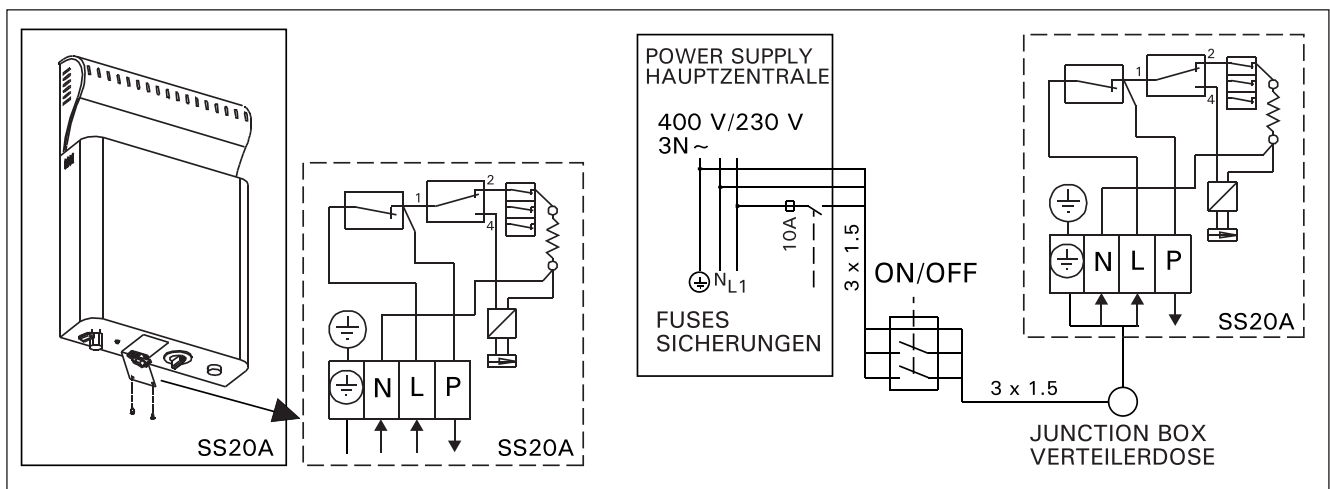 SS20A
1
2
4
N L P
SS20A
POWER SUPPLY
HAUPTZENTRALE
400 V/230 V
3N ~
10A
N
L1
FUSES
SICHERUNGEN
3 x 1.5
ON/OFF
3 x 1.5
JUNCTION BOX
VERTEILERDOSE
1
2
4
N L P
SS20A